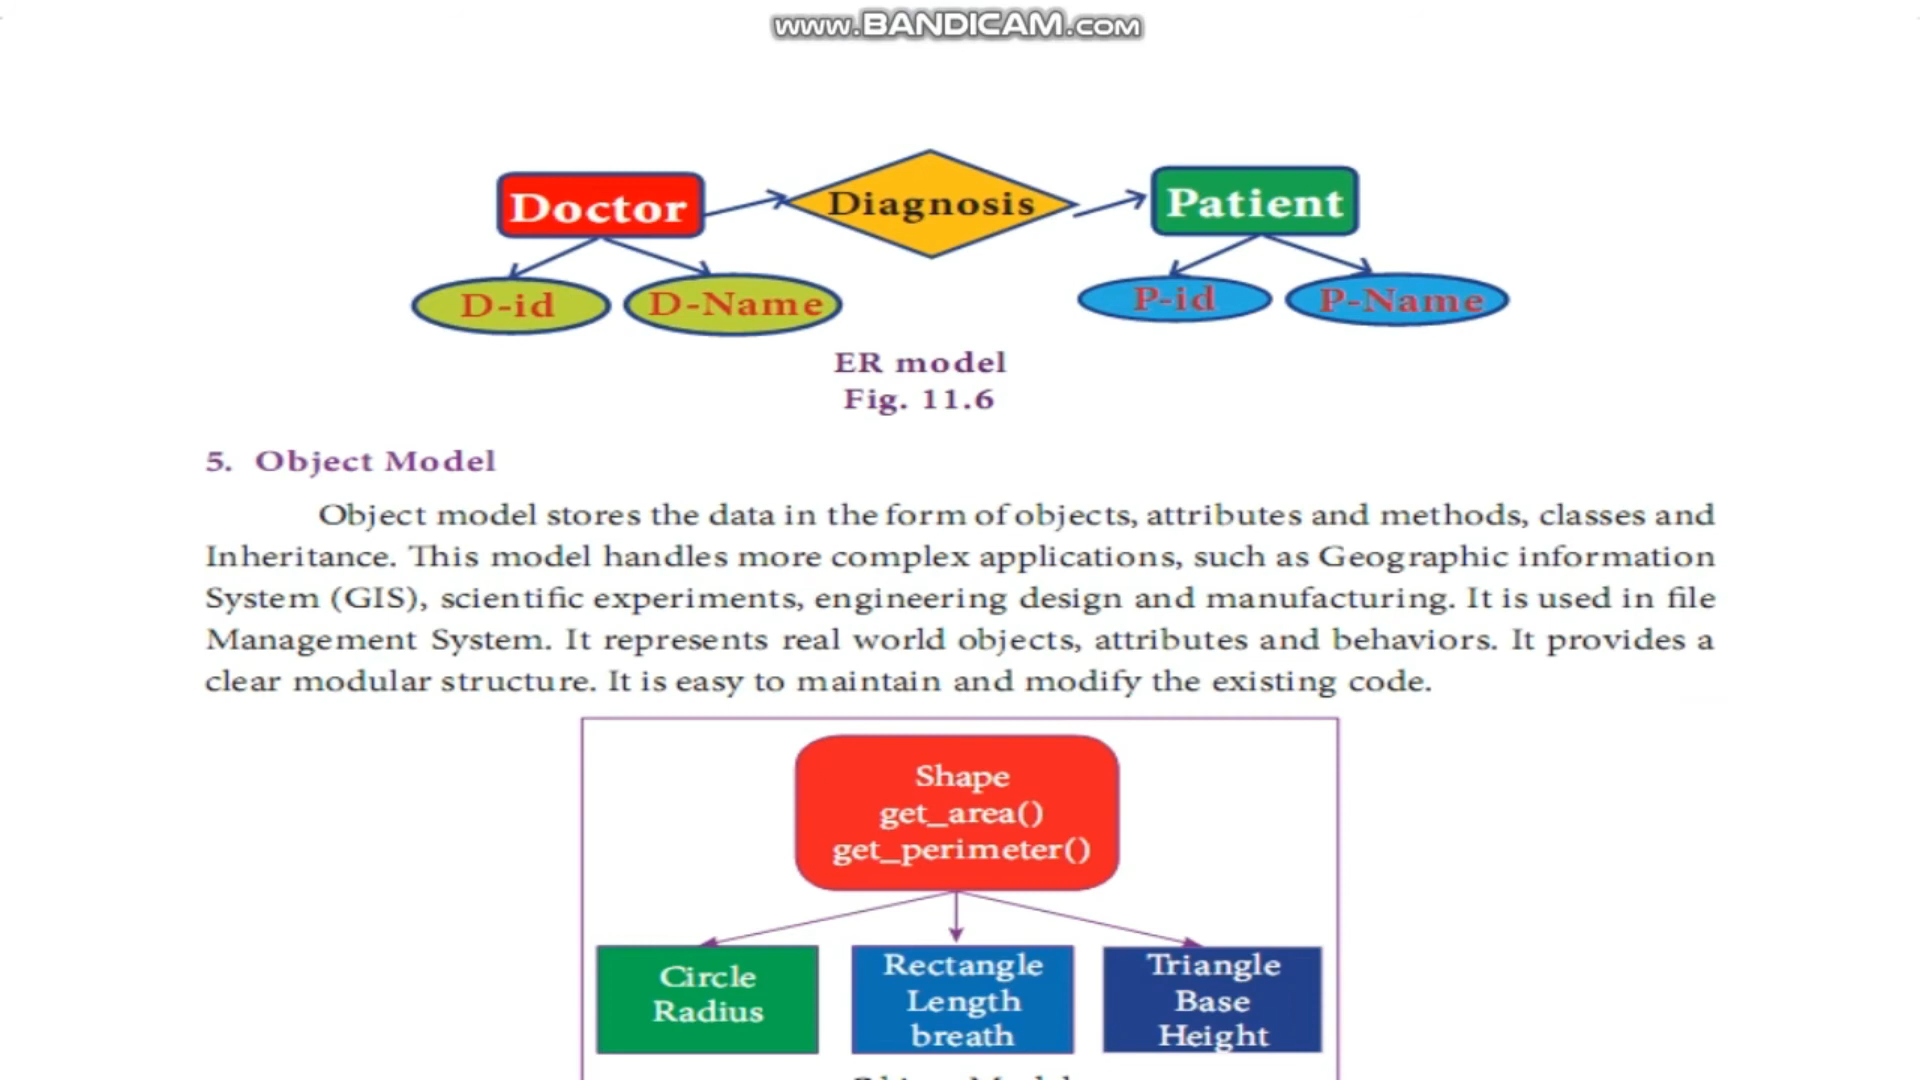 www.BANDICAM.com
Doctor
Diagnosis
Patient
D-id
D-Name
P-id
P-Name
ER model
Fig. 11.6
5. Object Model
Object model stores the data in the form of objects, attributes and methods, classes and
Inheritance. This model handles more complex applications, such as Geographic information
System (GIS), scientific experiments, engineering design and manufacturing. It is used in file
Management System. It represents real world objects, attributes and behaviors. It provides a
clear modular structure. It is easy to maintain and modify the existing code.
Shape
get_area()
get_perimeter()
Circle
Radius
Rectangle
Length
breath
Triangle
Base
Height